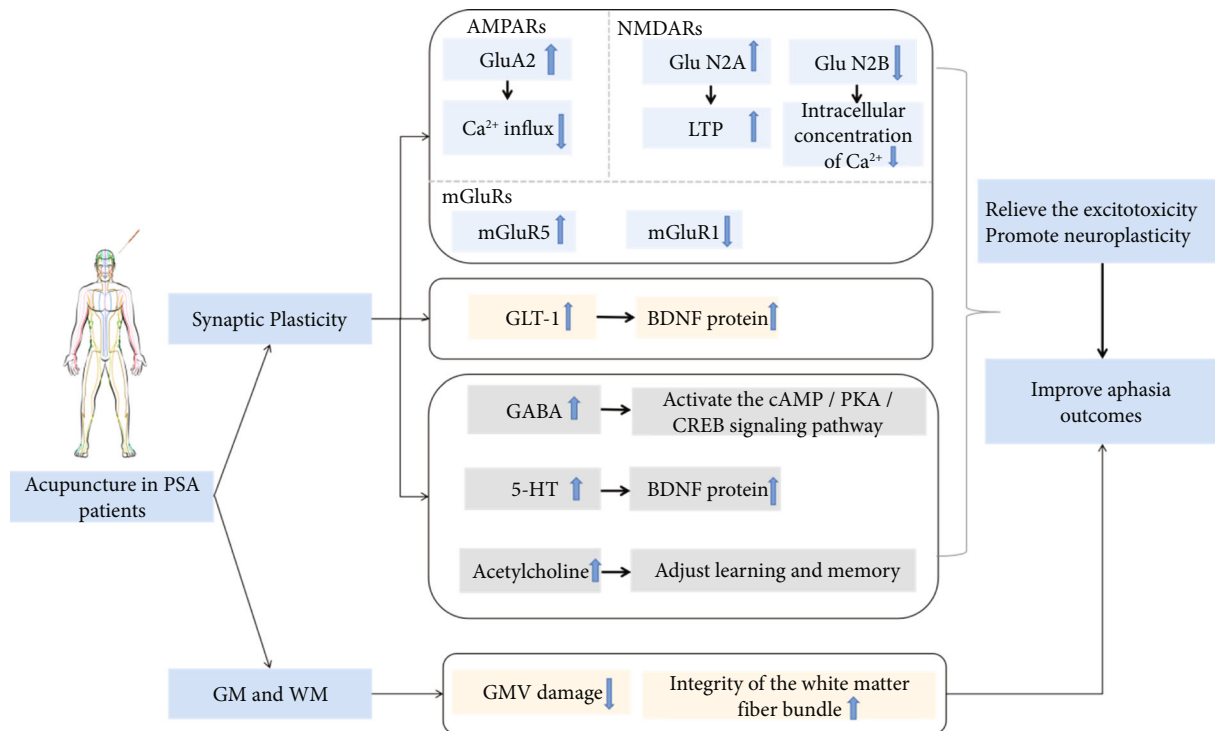 AMPARs
NMDARs
GluA2
Glu N2A
Glu N2B
Ca²⁺ influx
LTP
Intracellular
concentration
of Ca²⁺
mGluRs
mGluR5
mGluR1
Relieve the excitotoxicity
Promote neuroplasticity
Synaptic Plasticity
GLT-1
BDNF protein
GABA
Activate the cAMP / PKA /
CREB signaling pathway
Improve aphasia
outcomes
Acupuncture in PSA
patients
5-HT
BDNF protein
Acetylcholine
Adjust learning and memory
GM and WM
GMV damage
Integrity of the white matter
fiber bundle